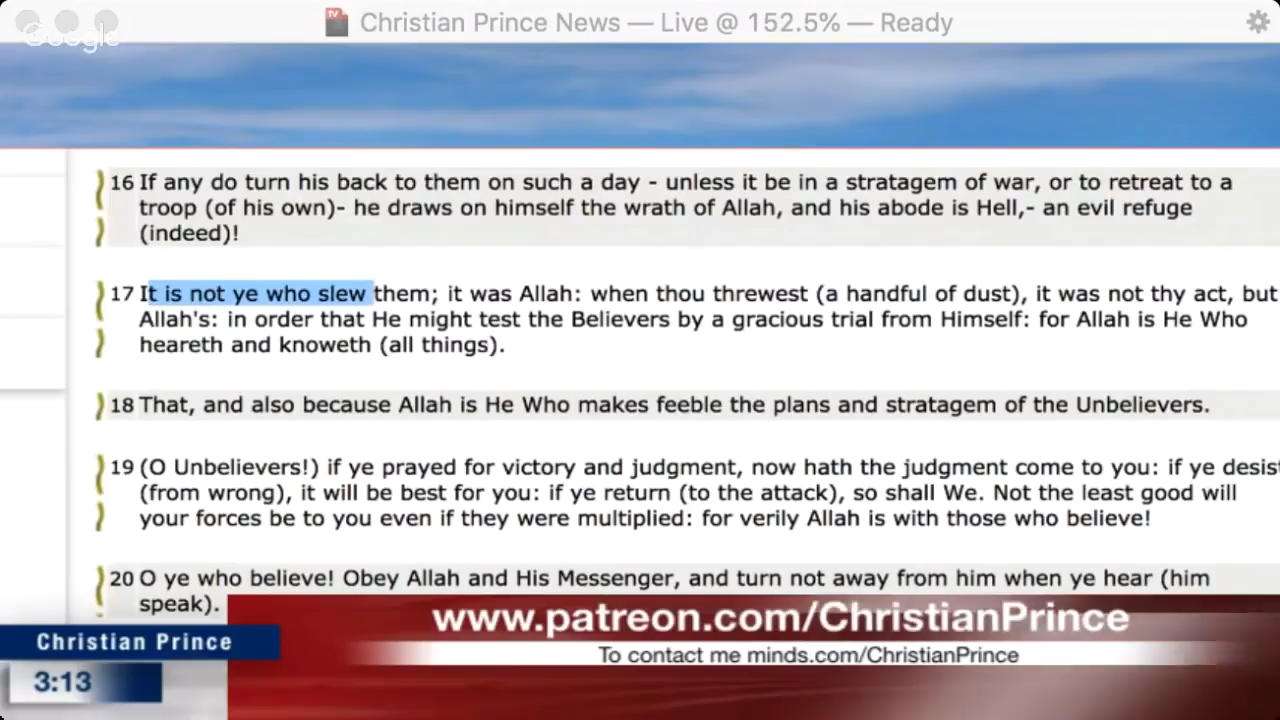 Christian Prince News — Live @ 152.5% — Ready
Google
16 If any do turn his back to them on such a day - unless it be in a stratagem of war, or to retreat to a
troop (of his own)- he draws on himself the wrath of Allah, and his abode is Hell,- an evil refuge
(indeed)!
17 It is not ye who slew them; it was Allah: when thou threwest (a handful of dust), it was not thy act, but
Allah's: in order that He might test the Believers by a gracious trial from Himself: for Allah is He Who
heareth and knoweth (all things).
18 That, and also because Allah is He Who makes feeble the plans and stratagem of the Unbelievers.
19 (O Unbelievers!) if ye prayed for victory and judgment, now hath the judgment come to you: if ye desist
(from wrong), it will be best for you: if ye return (to the attack), so shall We. Not the least good will
your forces be to you even if they were multiplied: for verily Allah is with those who believe!
20 O ye who believe! Obey Allah and His Messenger, and turn not away from him when ye hear (him
speak).
www.patreon.com/ChristianPrince
Christian Prince
To contact me minds.com/ChristianPrince
3:13
TV